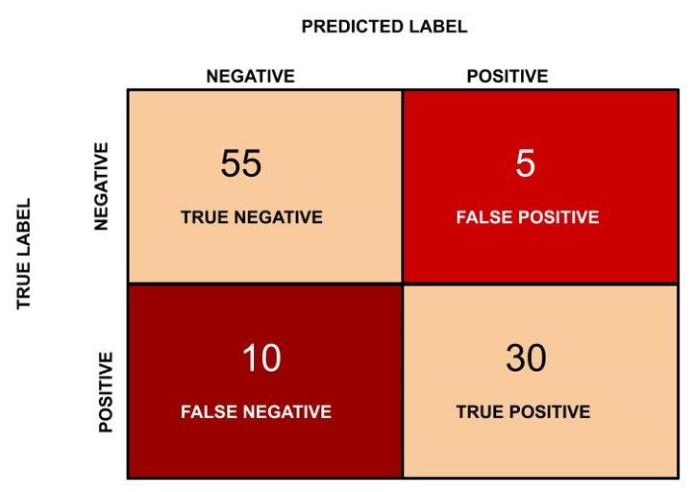 PREDICTED LABEL
NEGATIVE POSITIVE
TRUE LABEL
NEGATIVE
55 5
TRUE NEGATIVE FALSE POSITIVE
POSITIVE
10 30
FALSE NEGATIVE TRUE POSITIVE